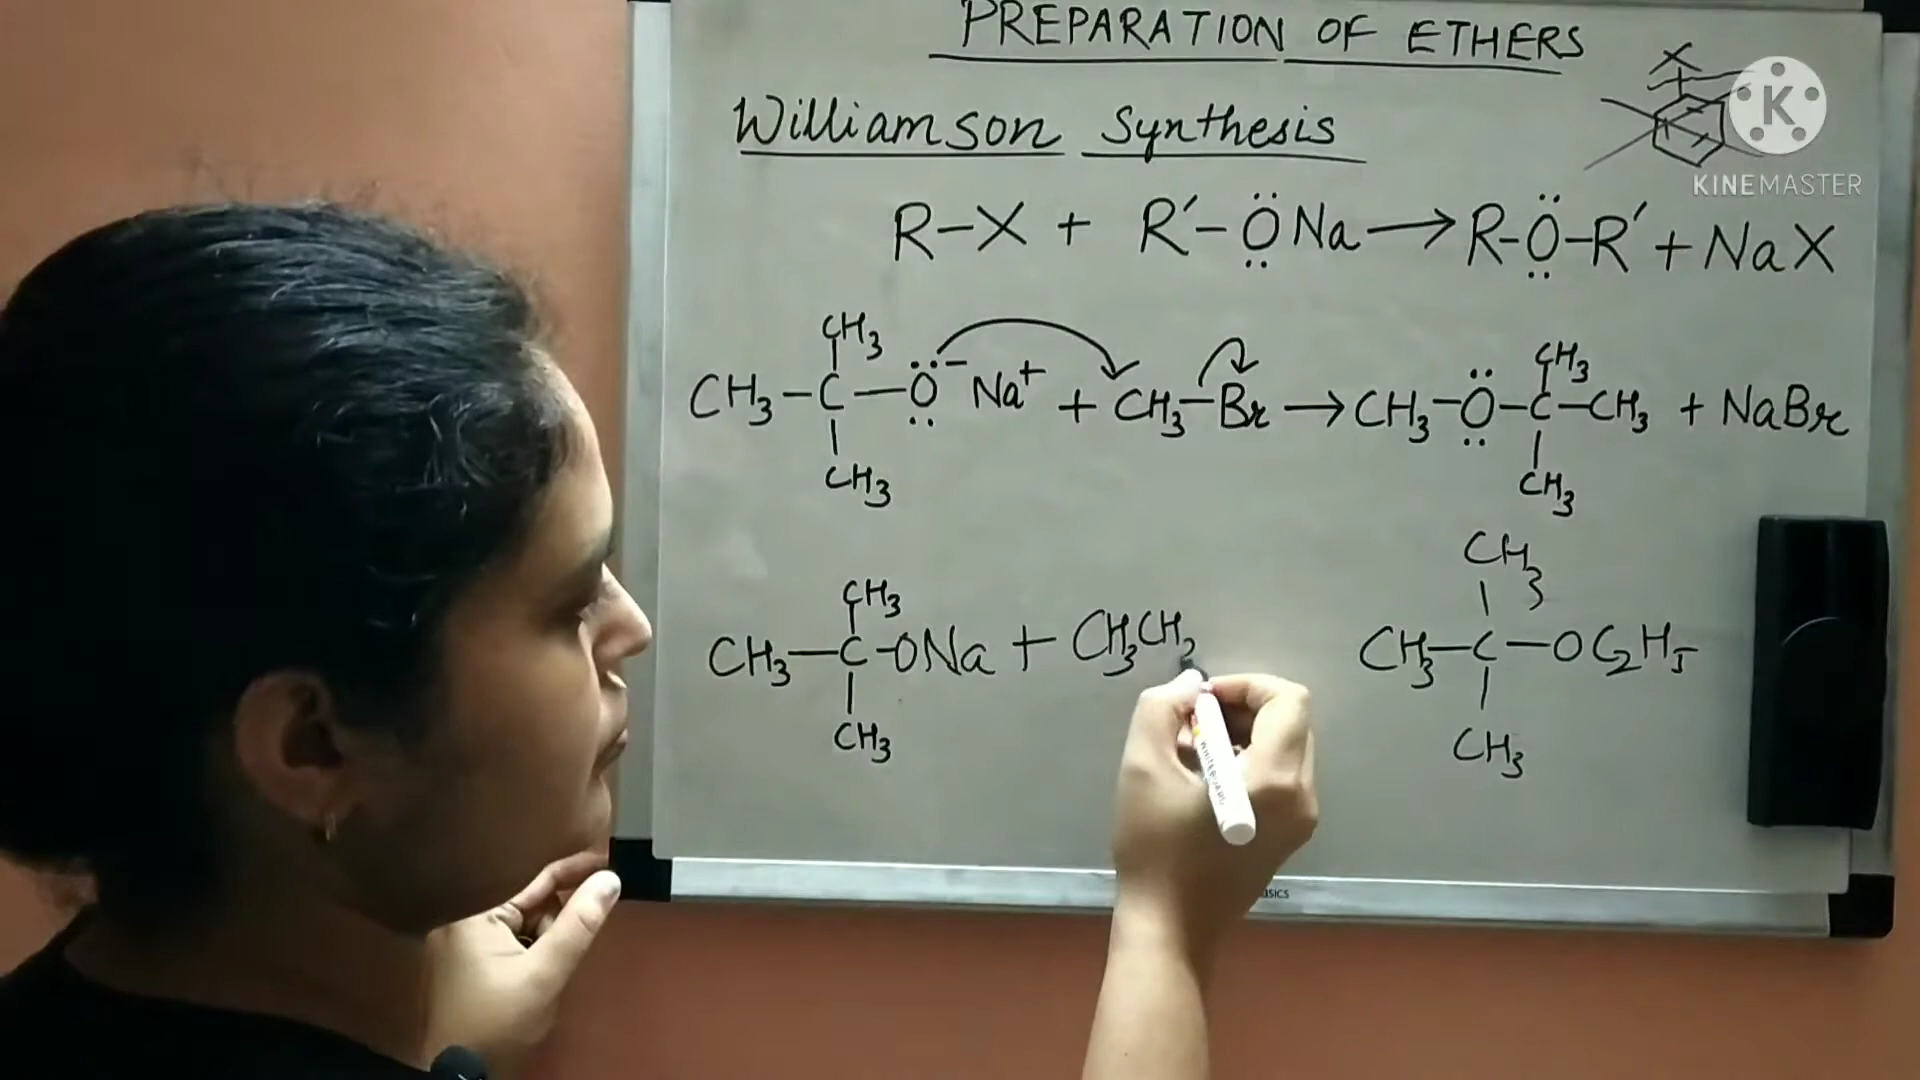 PREPARATION OF ETHERS
X
K
KINEMASTER
Williamson Synthesis
R-X + R′-ÖNa → R-Ö-R′ + NaX
CH3 CH3
CH3-C-O⁻ Na⁺ + CH3-Br → CH3-O-C-CH3 + NaBr
CH3 CH3
CH3 CH3
CH3-C-ONa + CH3CH2 CH3-C-OC2H5
CH3 CH3